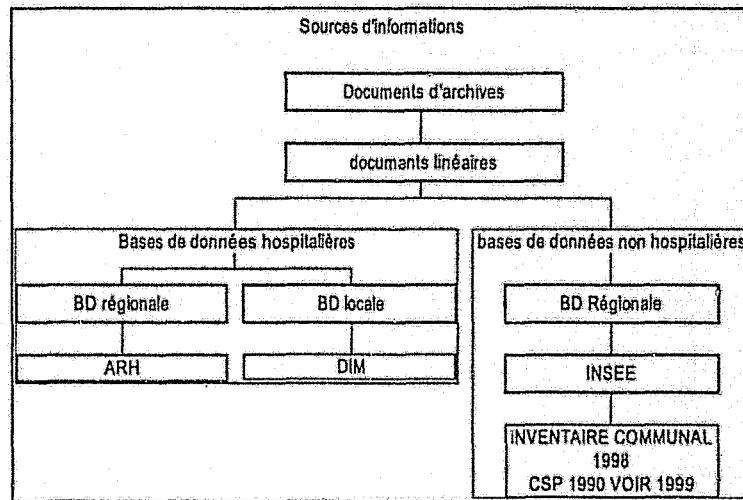 Sources d'informations
Documents d'archives
documants linéaires
Bases de données hospitalières
bases de données non hospitalières
BD régionale
BD locale
BD Régionale
ARH
DIM
INSEE
INVENTAIRE COMMUNAL
1998
CSP 1990 VOIR 1999